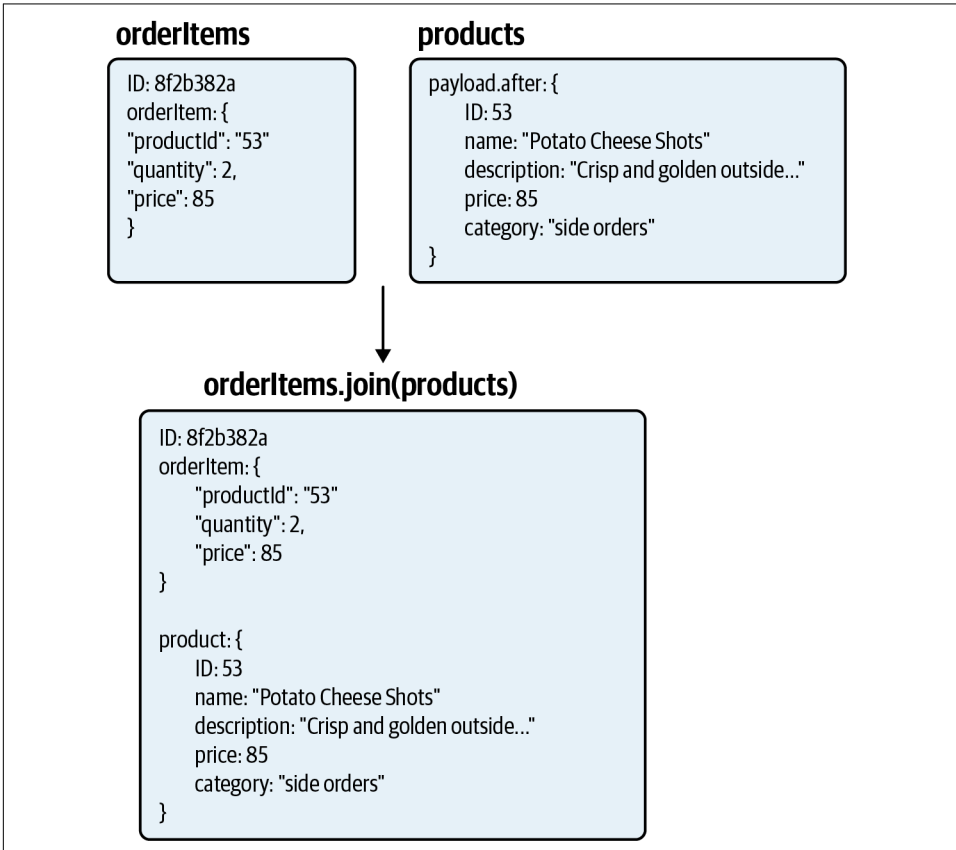 orderItems
ID: 8f2b382a
orderItem: {
"productId": "53"
"quantity": 2,
"price": 85
}
products
payload.after: {
ID: 53
name: "Potato Cheese Shots"
description: "Crisp and golden outside..."
price: 85
category: "side orders"
}
orderItems.join(products)
ID: 8f2b382a
orderItem: {
"productId": "53"
"quantity": 2,
"price": 85
}
product: {
ID: 53
name: "Potato Cheese Shots"
description: "Crisp and golden outside..."
price: 85
category: "side orders"
}